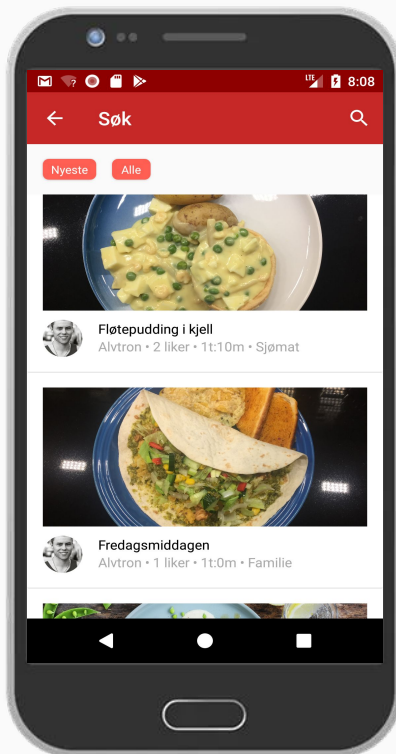 LTE 8:08
Søk
Nyeste Alle
Fløtepudding i kjell
Alvtron • 2 liker • 1t:10m • Sjømat
Fredagsmiddagen
Alvtron • 1 liker • 1t:0m • Familie